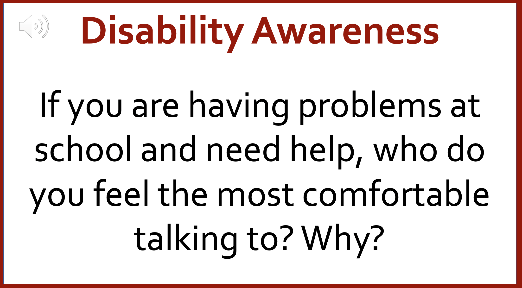 Disability Awareness
If you are having problems at
school and need help, who do
you feel the most comfortable
talking to? Why?